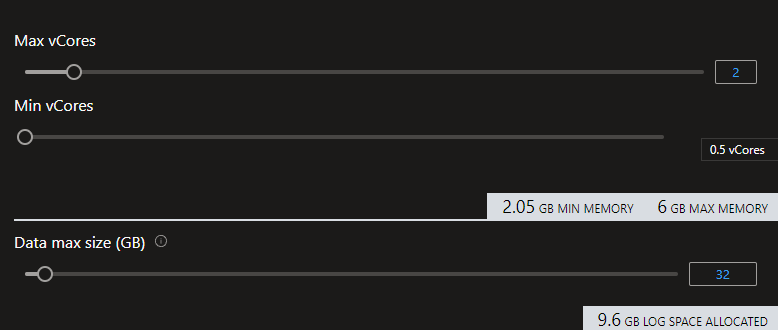 Max vCores
2
Min vCores
0.5 vCores
2.05 GB MIN MEMORY 6 GB MAX MEMORY
Data max size (GB)
32
9.6 GB LOG SPACE ALLOCATED